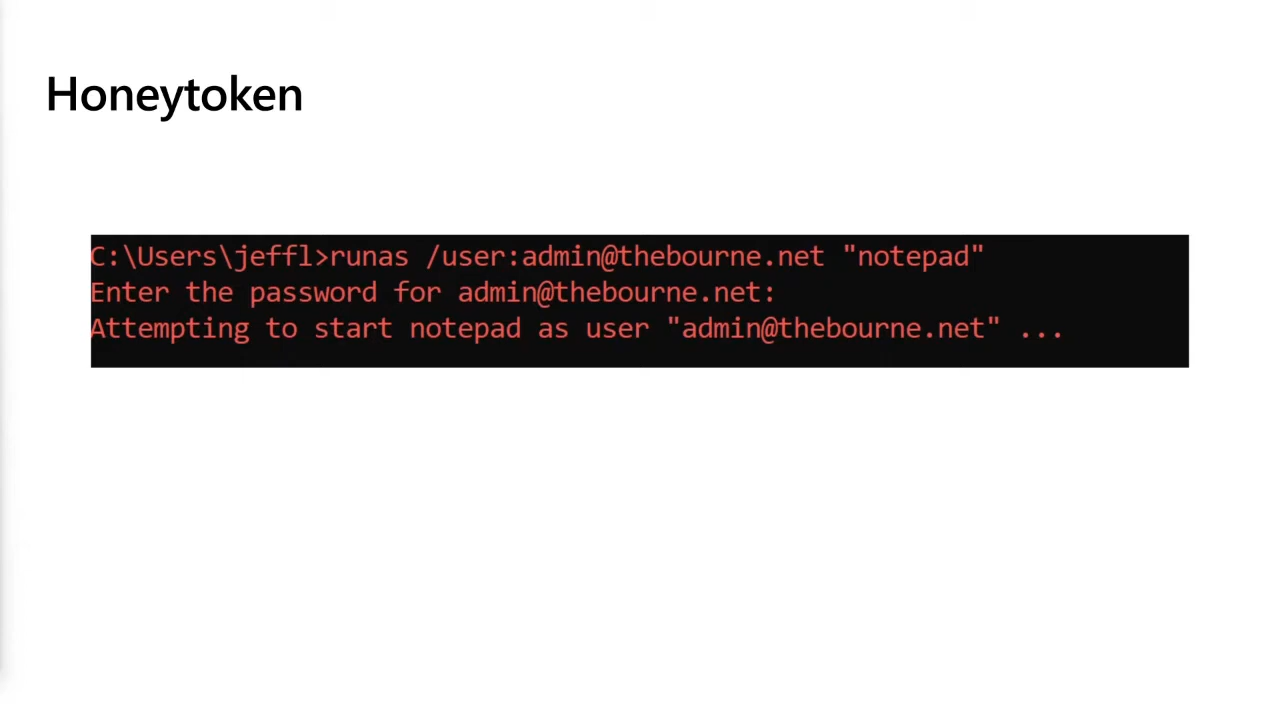 Honeytoken
C:\Users\jeffl>runas /user:admin@thebourne.net "notepad"
Enter the password for admin@thebourne.net:
Attempting to start notepad as user "admin@thebourne.net" ...